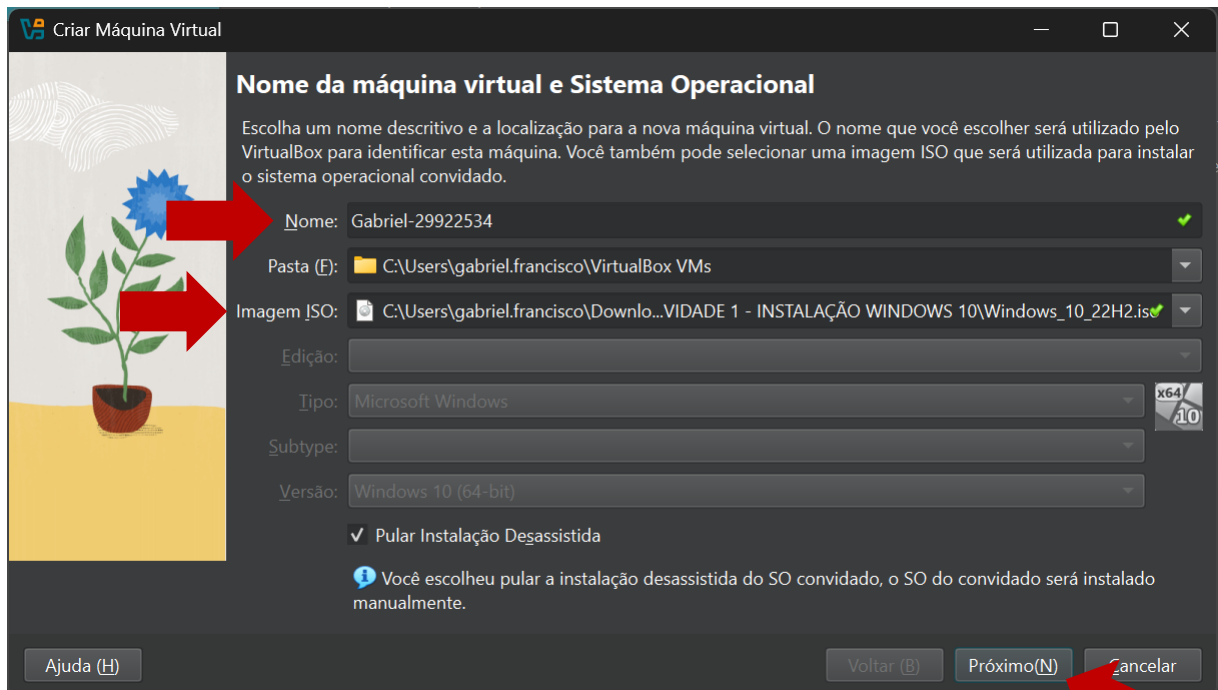 Criar Máquina Virtual
Nome da máquina virtual e Sistema Operacional
Escolha um nome descritivo e a localização para a nova máquina virtual. O nome que você escolher será utilizado pelo
VirtualBox para identificar esta máquina. Você também pode selecionar uma imagem ISO que será utilizada para instalar
o sistema operacional convidado.
Nome: Gabriel-29922534
Pasta (F): C:\Users\gabriel.francisco\VirtualBox VMs
Imagem ISO: C:\Users\gabriel.francisco\Downlo...VIDADE 1 - INSTALAÇÃO WINDOWS 10\Windows_10_22H2.iso
Edição:
Tipo: Microsoft Windows
x64
10
Subtype:
Versão: Windows 10 (64-bit)
Pular Instalação Desassistida
Você escolheu pular a instalação desassistida do SO convidado, o SO do convidado será instalado
manualmente.
Ajuda (H) Voltar (B) Próximo(N) Cancelar